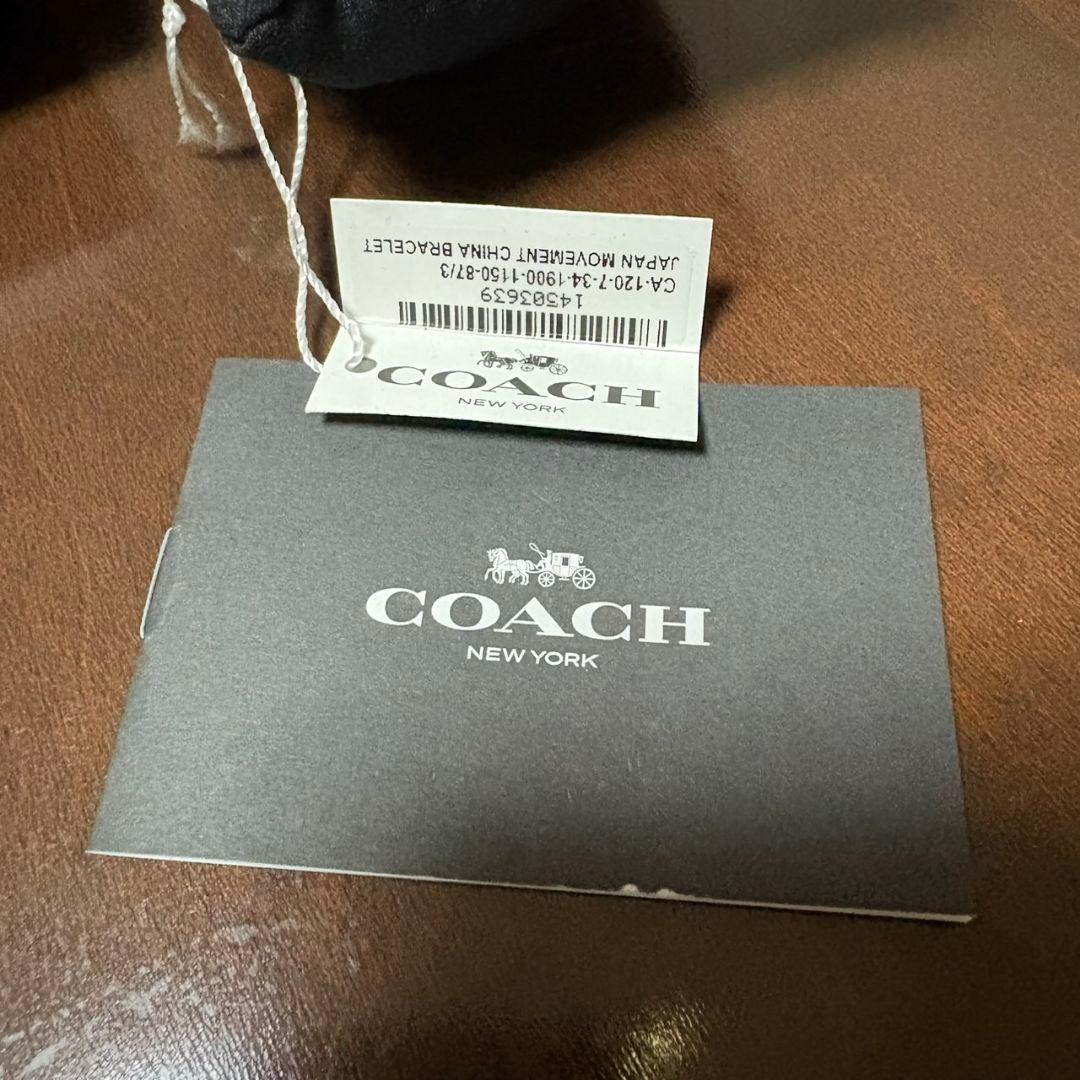 JAPAN MOVEMENT CHINA BRACELET
CA-120-7-34-1900-1150-87/3
14503639
COACH
NEW YORK
COACH
NEW YORK